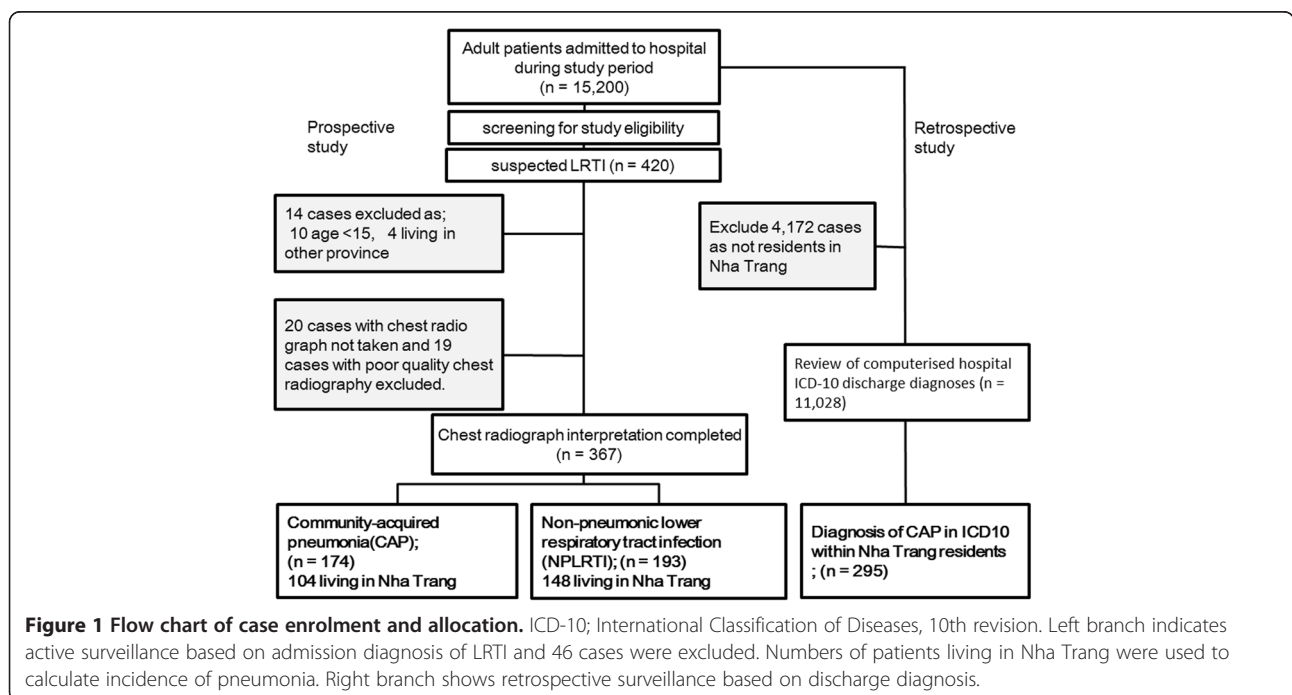 Adult patients admitted to hospital
during study period
(n = 15,200)
Prospective
study
screening for study eligibility
Retrospective
study
suspected LRTI (n = 420)
14 cases excluded as;
10 age <15, 4 living in
other province
Exclude 4,172 cases
as not residents in
Nha Trang
20 cases with chest radio
graph not taken and 19
cases with poor quality chest
radiography excluded.
Review of computerised hospital
ICD-10 discharge diagnoses (n =
11,028)
Chest radiograph interpretation completed
(n = 367)
Community-acquired
pneumonia(CAP);
(n = 174)
104 living in Nha Trang
Non-pneumonic lower
respiratory tract infection
(NPLRTI); (n = 193)
148 living in Nha Trang
Diagnosis of CAP in ICD10
within Nha Trang residents
; (n = 295)
Figure 1 Flow chart of case enrolment and allocation. ICD-10; International Classification of Diseases, 10th revision. Left branch indicates
active surveillance based on admission diagnosis of LRTI and 46 cases were excluded. Numbers of patients living in Nha Trang were used to
calculate incidence of pneumonia. Right branch shows retrospective surveillance based on discharge diagnosis.